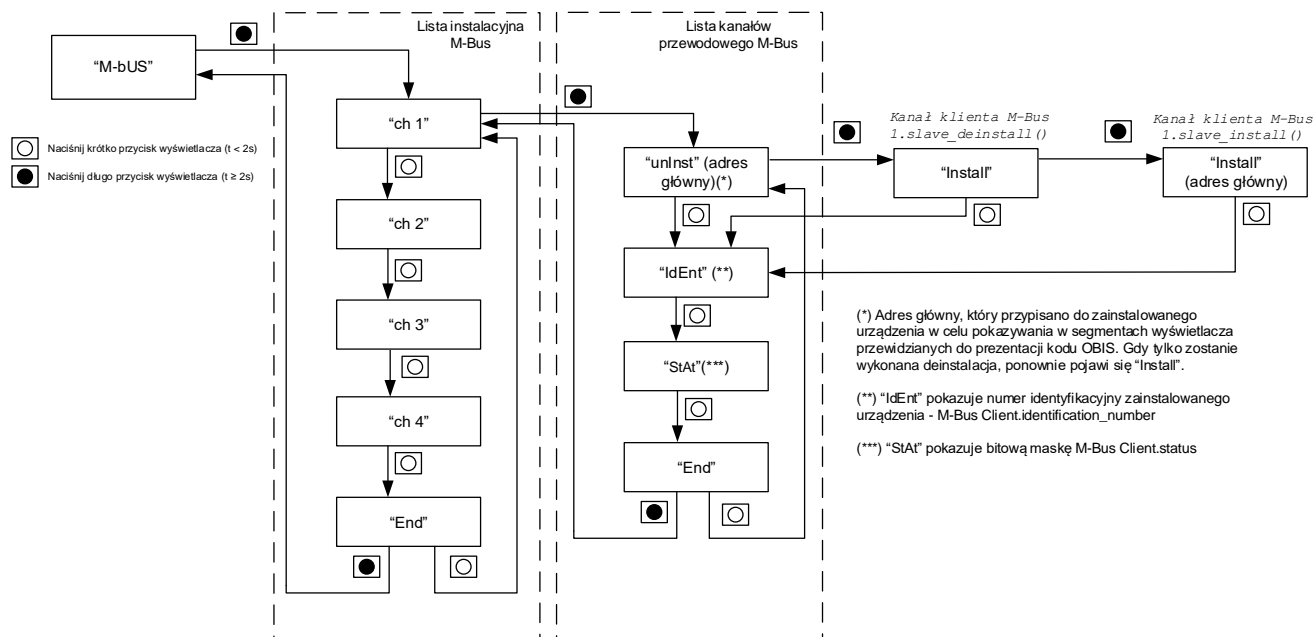 Lista instalacyjna
M-Bus
Lista kanałów
przewodowego M-Bus
“M-bUS”
“ch 1”
“ch 2”
“ch 3”
“ch 4”
“End”
Naciśnij krótko przycisk wyświetlacza (t < 2s)
Naciśnij długo przycisk wyświetlacza (t ≥ 2s)
“unInst” (adres
główny)(*)
“IdEnt” (**)
“StAt”(***)
“End”
Kanał klienta M-Bus
1.slave_deinstall()
“Install”
Kanał klienta M-Bus
1.slave_install()
“Install”
(adres główny)
(*) Adres główny, który przypisano do zainstalowanego
urządzenia w celu pokazywania w segmentach wyświetlacza
przewidzianych do prezentacji kodu OBIS. Gdy tylko zostanie
wykonana deinstalacja, ponownie pojawi się “Install”.
(**) “IdEnt” pokazuje numer identyfikacyjny zainstalowanego
urządzenia - M-Bus Client.identification_number
(***) “StAt” pokazuje bitową maskę M-Bus Client.status